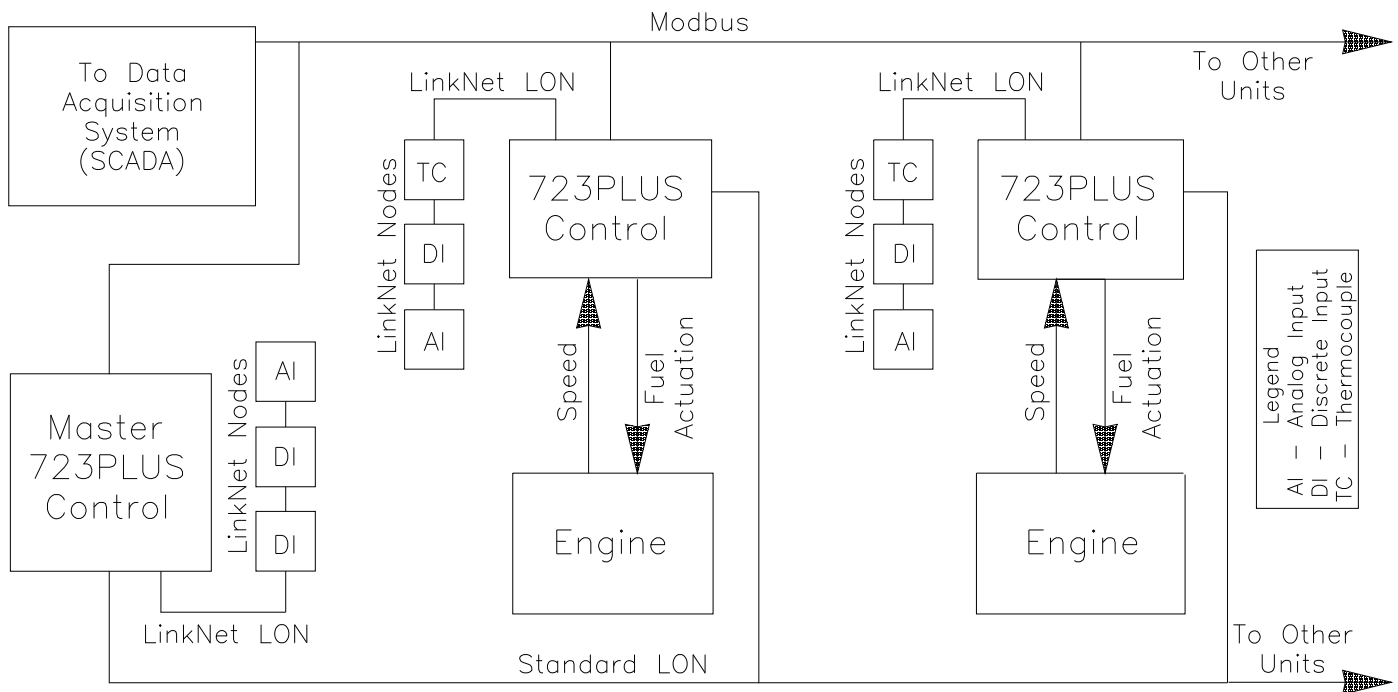 Modbus
To Data
Acquisition
System
(SCADA)
To Other
Units
LinkNet LON
LinkNet Nodes
TC
DI
AI
723PLUS
Control
Speed
Fuel
Actuation
Engine
LinkNet LON
LinkNet Nodes
TC
DI
AI
723PLUS
Control
Speed
Fuel
Actuation
Engine
Legend
AI – Analog Input
DI – Discrete Input
TC – Thermocouple
Master
723PLUS
Control
LinkNet Nodes
AI
DI
DI
LinkNet LON
Standard LON
To Other
Units